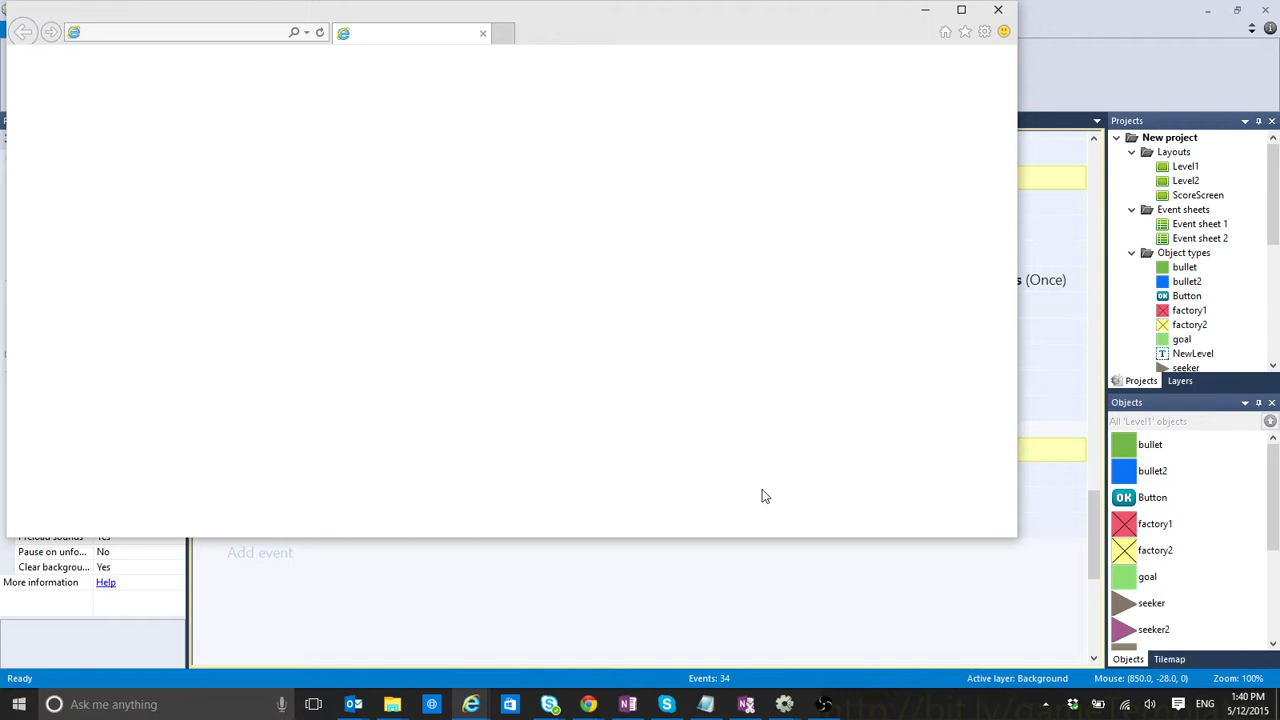 Projects
New project
Layouts
Level1
Level2
ScoreScreen
Event sheets
Event sheet 1
Event sheet 2
Object types
bullet
bullet2
Button
factory1
factory2
goal
NewLevel
seeker
s (Once)
Projects
Layers
Objects
All 'Level1' objects
bullet
bullet2
OK Button
factory1
factory2
goal
seeker
seeker2
Objects
Tilemap
Preload sounds Yes
Pause on unfo... No
Clear backgrou... Yes
More information Help
Add event
Ready
Events: 34
Active layer: Background
Mouse: (850.0, -28.0, 0)
Zoom: 100%
Ask me anything
ENG
1:40 PM
5/12/2015